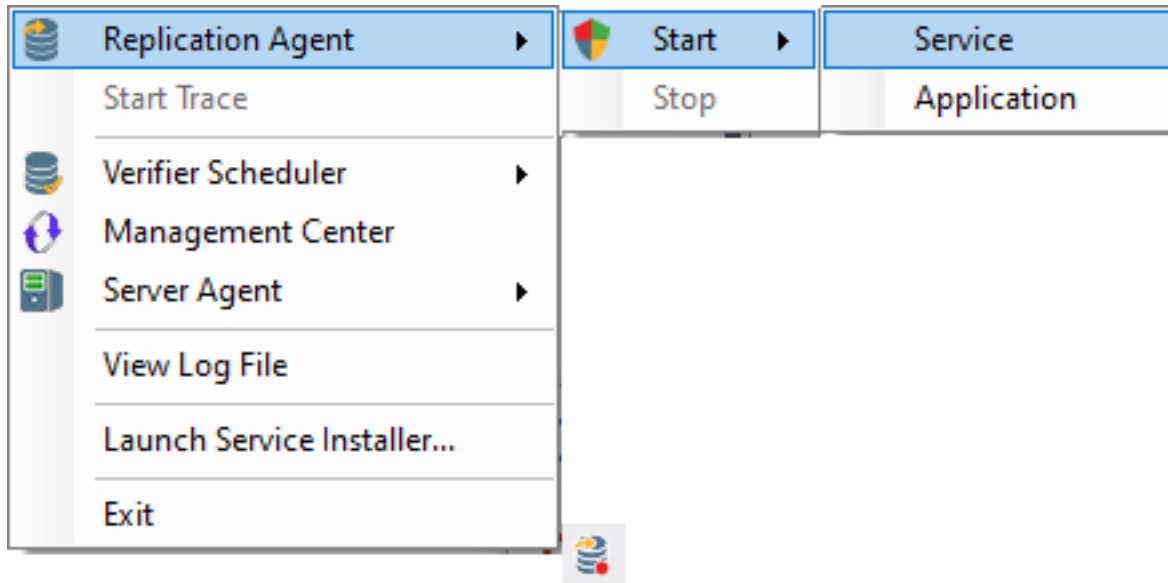 Replication Agent
Start
Service
Start Trace
Stop
Application
Verifier Scheduler
Management Center
Server Agent
View Log File
Launch Service Installer...
Exit